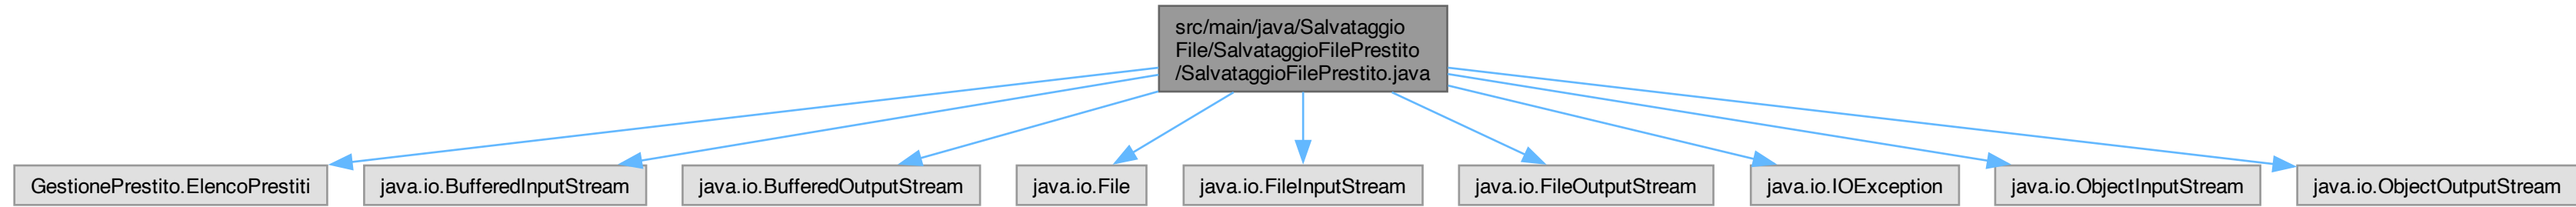 src/main/java/Salvataggio
File/SalvataggioFilePrestito
/SalvataggioFilePrestito.java
GestionePrestito.ElencoPrestiti
java.io.BufferedInputStream
java.io.BufferedOutputStream
java.io.File
java.io.FileInputStream
java.io.FileOutputStream
java.io.IOException
java.io.ObjectInputStream
java.io.ObjectOutputStream